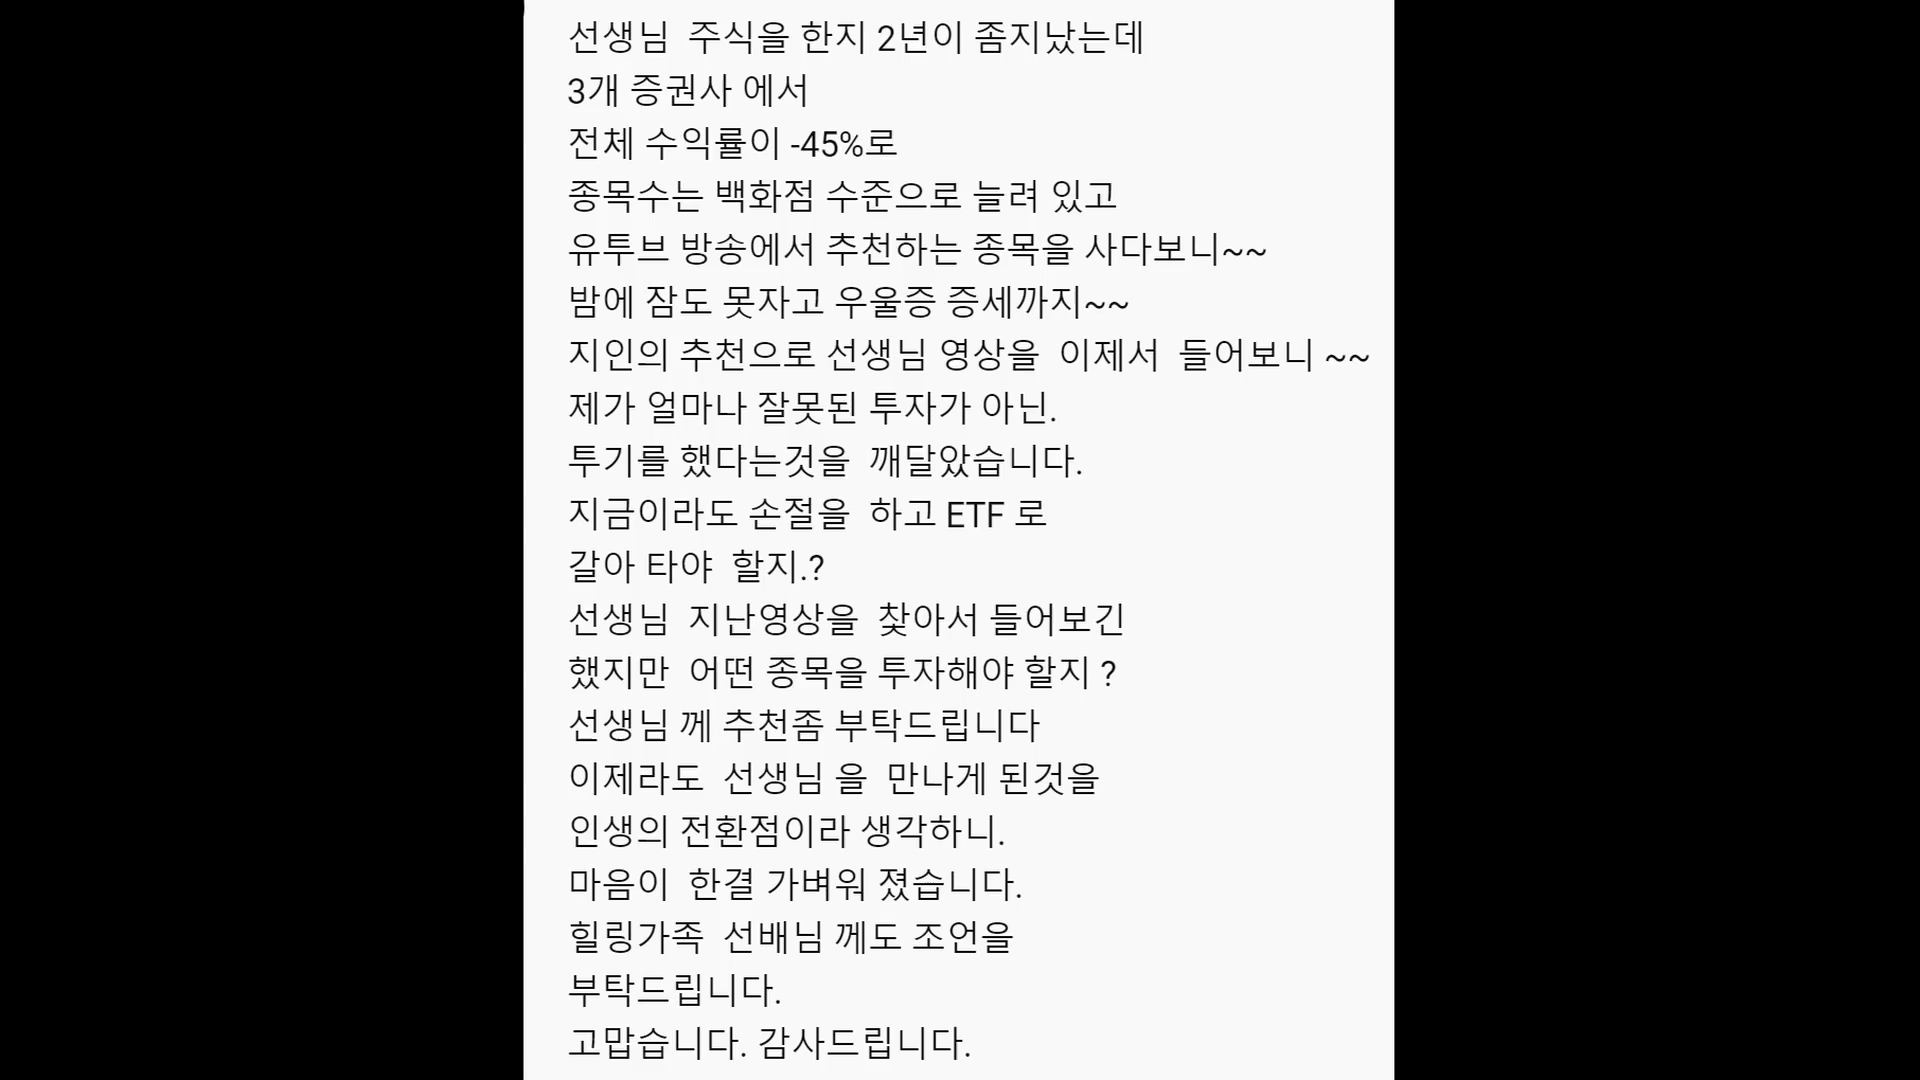 선생님 주식을 한지 2년이 좀지났는데
3개 증권사 에서
전체 수익률이 -45%로
종목수는 백화점 수준으로 늘려 있고
유투브 방송에서 추천하는 종목을 사다보니~~
밤에 잠도 못자고 우울증 증세까지~~
지인의 추천으로 선생님 영상을 이제서 들어보니 ~~
제가 얼마나 잘못된 투자가 아닌.
투기를 했다는것을 깨달았습니다.
지금이라도 손절을 하고 ETF 로
갈아 타야 할지.?
선생님 지난영상을 찾아서 들어보긴
했지만 어떤 종목을 투자해야 할지 ?
선생님 께 추천좀 부탁드립니다
이제라도 선생님 을 만나게 된것을
인생의 전환점이라 생각하니.
마음이 한결 가벼워 졌습니다.
힐링가족 선배님 께도 조언을
부탁드립니다.
고맙습니다. 감사드립니다.